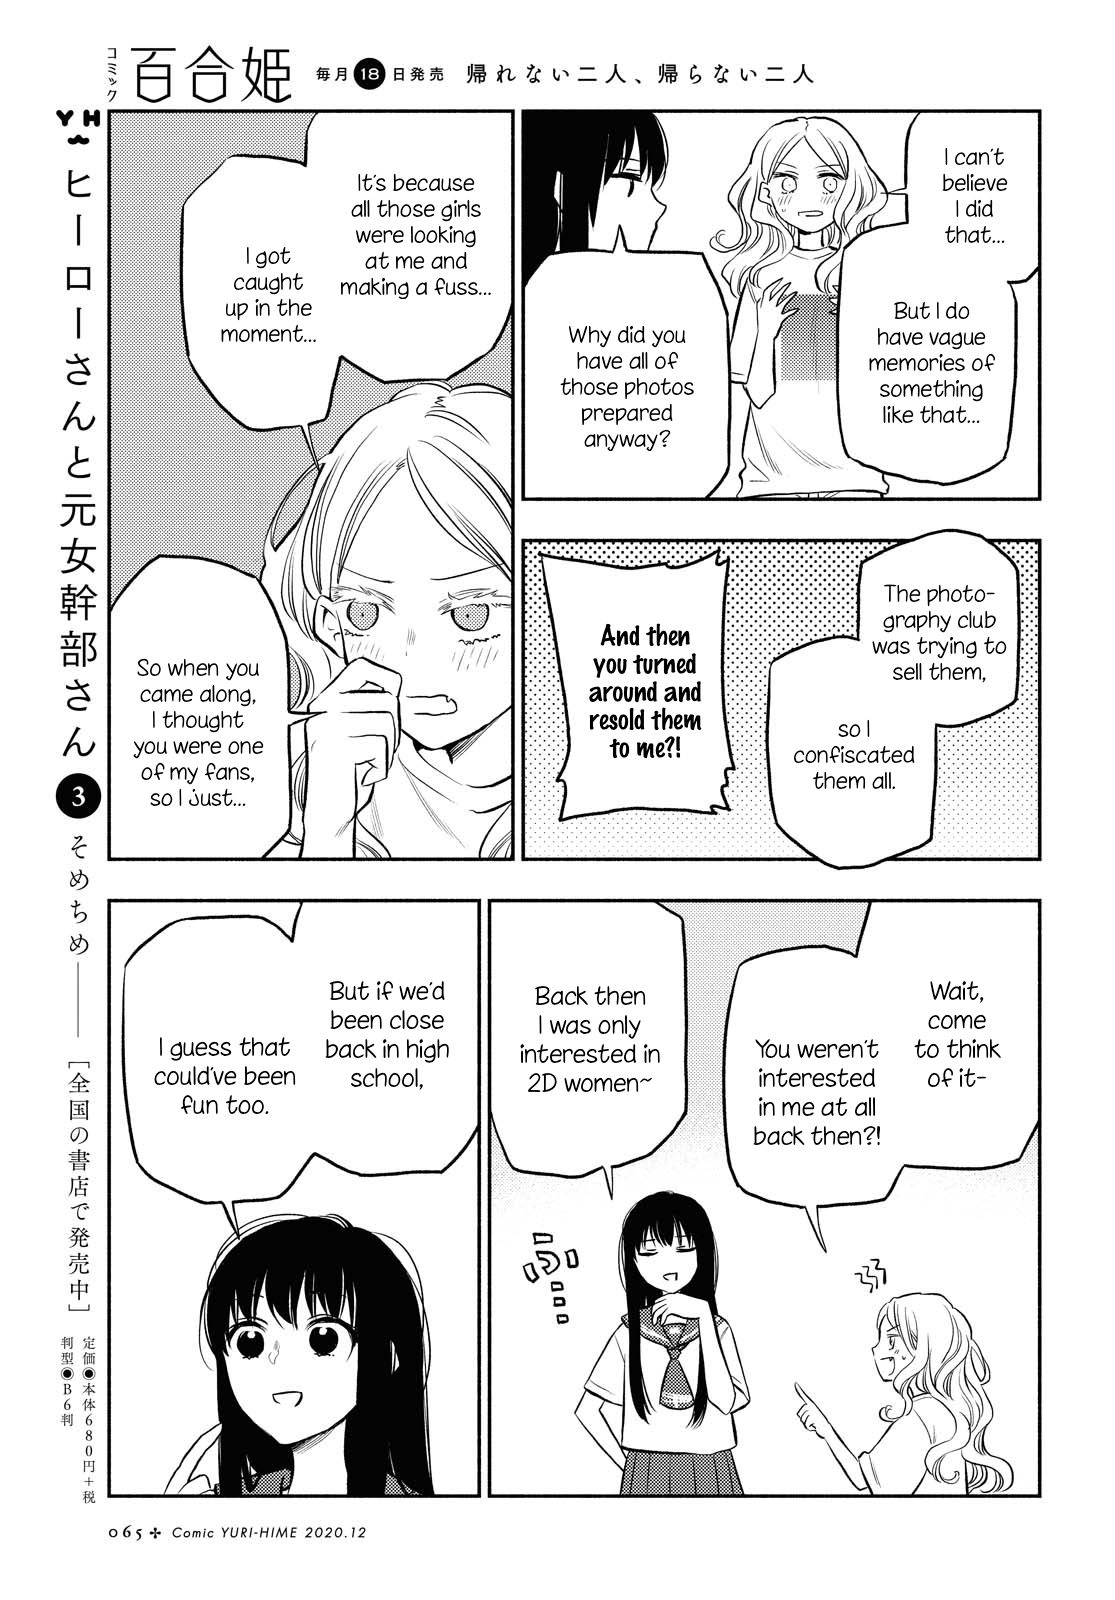 コミック
百合姫
毎月18日発売
帰れない二人、帰らない二人
I can't
believe
I did
that...
But I do
have vague
memories of
something
like that...
Why did you
have all of
those photos
prepared
anyway?
The photo-
graphy club
was trying to
sell them,
so I
confiscated
them all.
And then
you turned
around and
resold them
to me?!
It's because
all those girls
were looking
at me and
making a fuss...
I got
caught
up in the
moment...
So when you
came along,
I thought
you were one
of my fans,
so I just...
Wait,
come
to think
of it-
You weren't
interested
in me at all
back then?!
Back then
I was only
interested in
2D women~
ふふ
But if we'd
been close
back in high
school,
I guess that
could've been
fun too.
YH
ヒーローさんと元女幹部さん
3
そめちめ——
[全国の書店で発売中]
定価◉本体680円+税
判型◉B6判
065 Comic YURI-HIME 2020.12